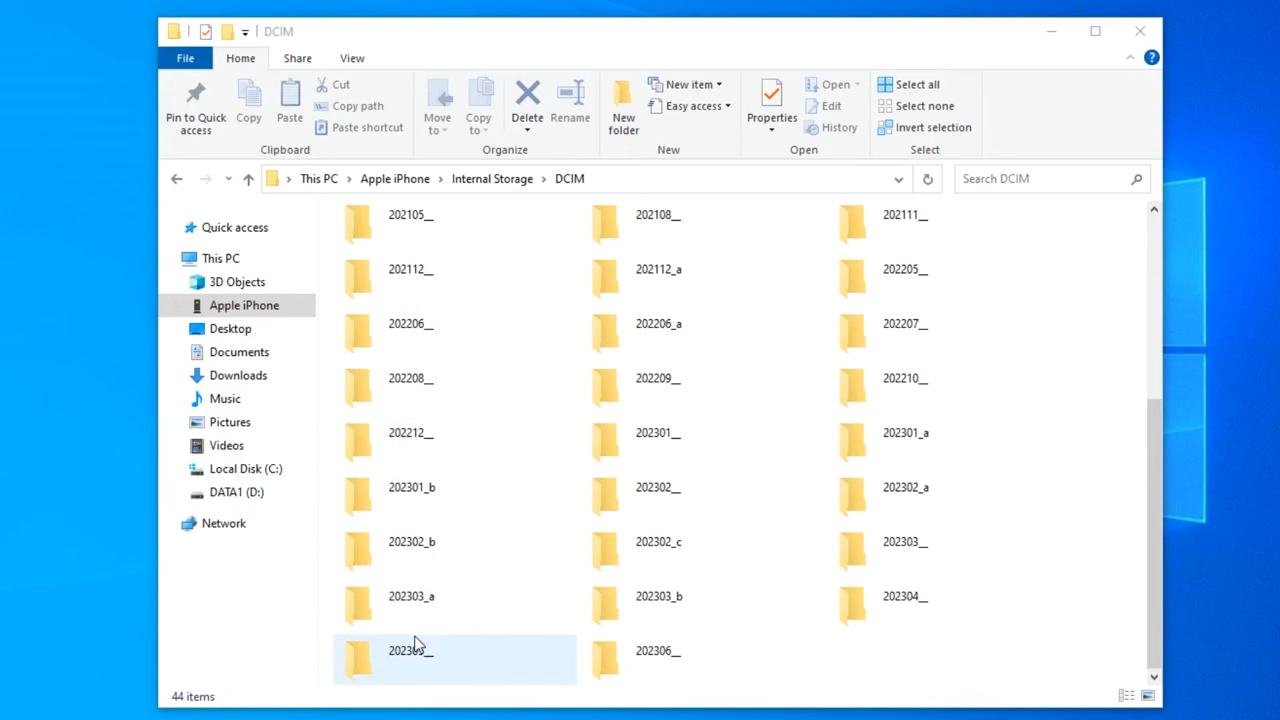 DCIM
File Home Share View
Pin to Quick access
Copy
Paste
Cut
Copy path
Paste shortcut
Clipboard
Move to
Copy to
Delete
Rename
Organize
New folder
New item
Easy access
New
Properties
Open
Edit
History
Open
Select all
Select none
Invert selection
Select
This PC > Apple iPhone > Internal Storage > DCIM
Search DCIM
Quick access
This PC
3D Objects
Apple iPhone
Desktop
Documents
Downloads
Music
Pictures
Videos
Local Disk (C:)
DATA1 (D:)
Network
202105__ 202108__ 202111__
202112__ 202112_a 202205__
202206__ 202206_a 202207__
202208__ 202209__ 202210__
202212__ 202301__ 202301_a
202301_b 202302__ 202302_a
202302_b 202302_c 202303__
202303_a 202303_b 202304__
202306__
44 items